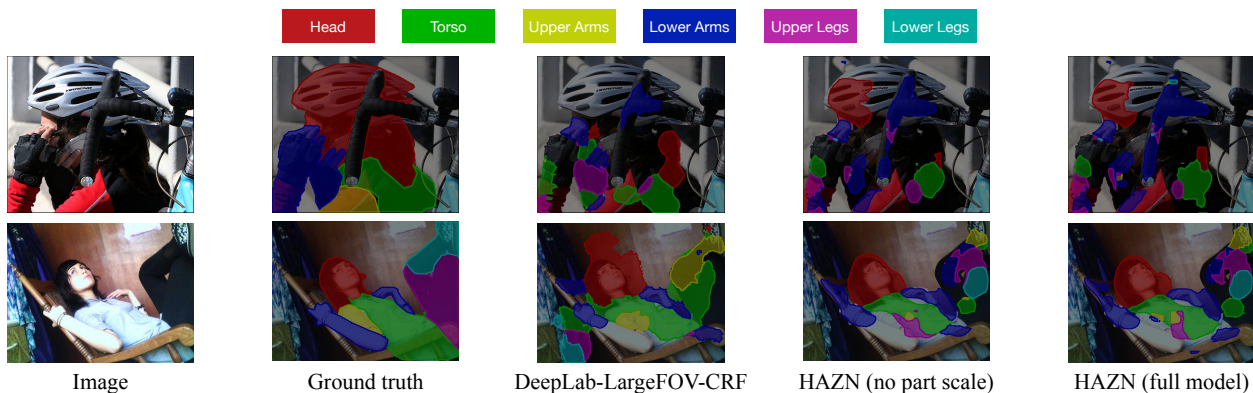 Head Torso Upper Arms Lower Arms Upper Legs Lower Legs
Image Ground truth DeepLab-LargeFOV-CRF HAZN (no part scale) HAZN (full model)